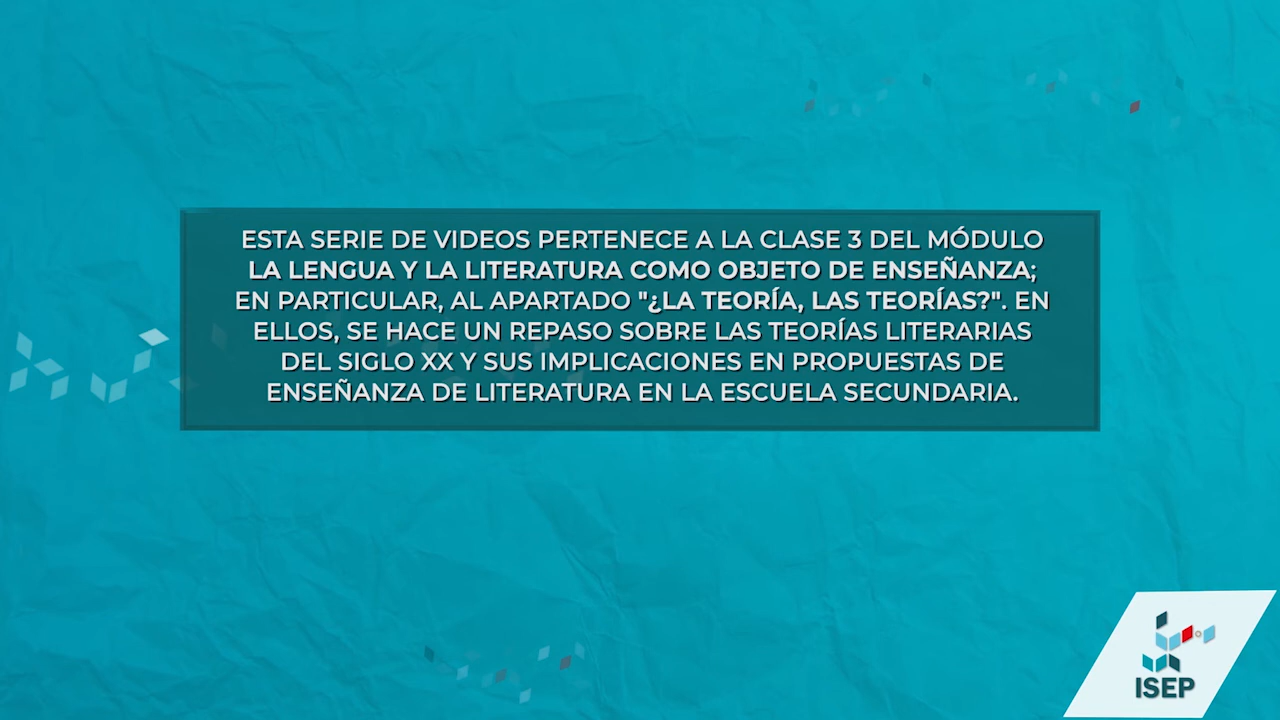 ESTA SERIE DE VIDEOS PERTENECE A LA CLASE 3 DEL MÓDULO
LA LENGUA Y LA LITERATURA COMO OBJETO DE ENSEÑANZA;
EN PARTICULAR, AL APARTADO "¿LA TEORÍA, LAS TEORÍAS?". EN
ELLOS, SE HACE UN REPASO SOBRE LAS TEORÍAS LITERARIAS
DEL SIGLO XX Y SUS IMPLICACIONES EN PROPUESTAS DE
ENSEÑANZA DE LITERATURA EN LA ESCUELA SECUNDARIA.
ISEP